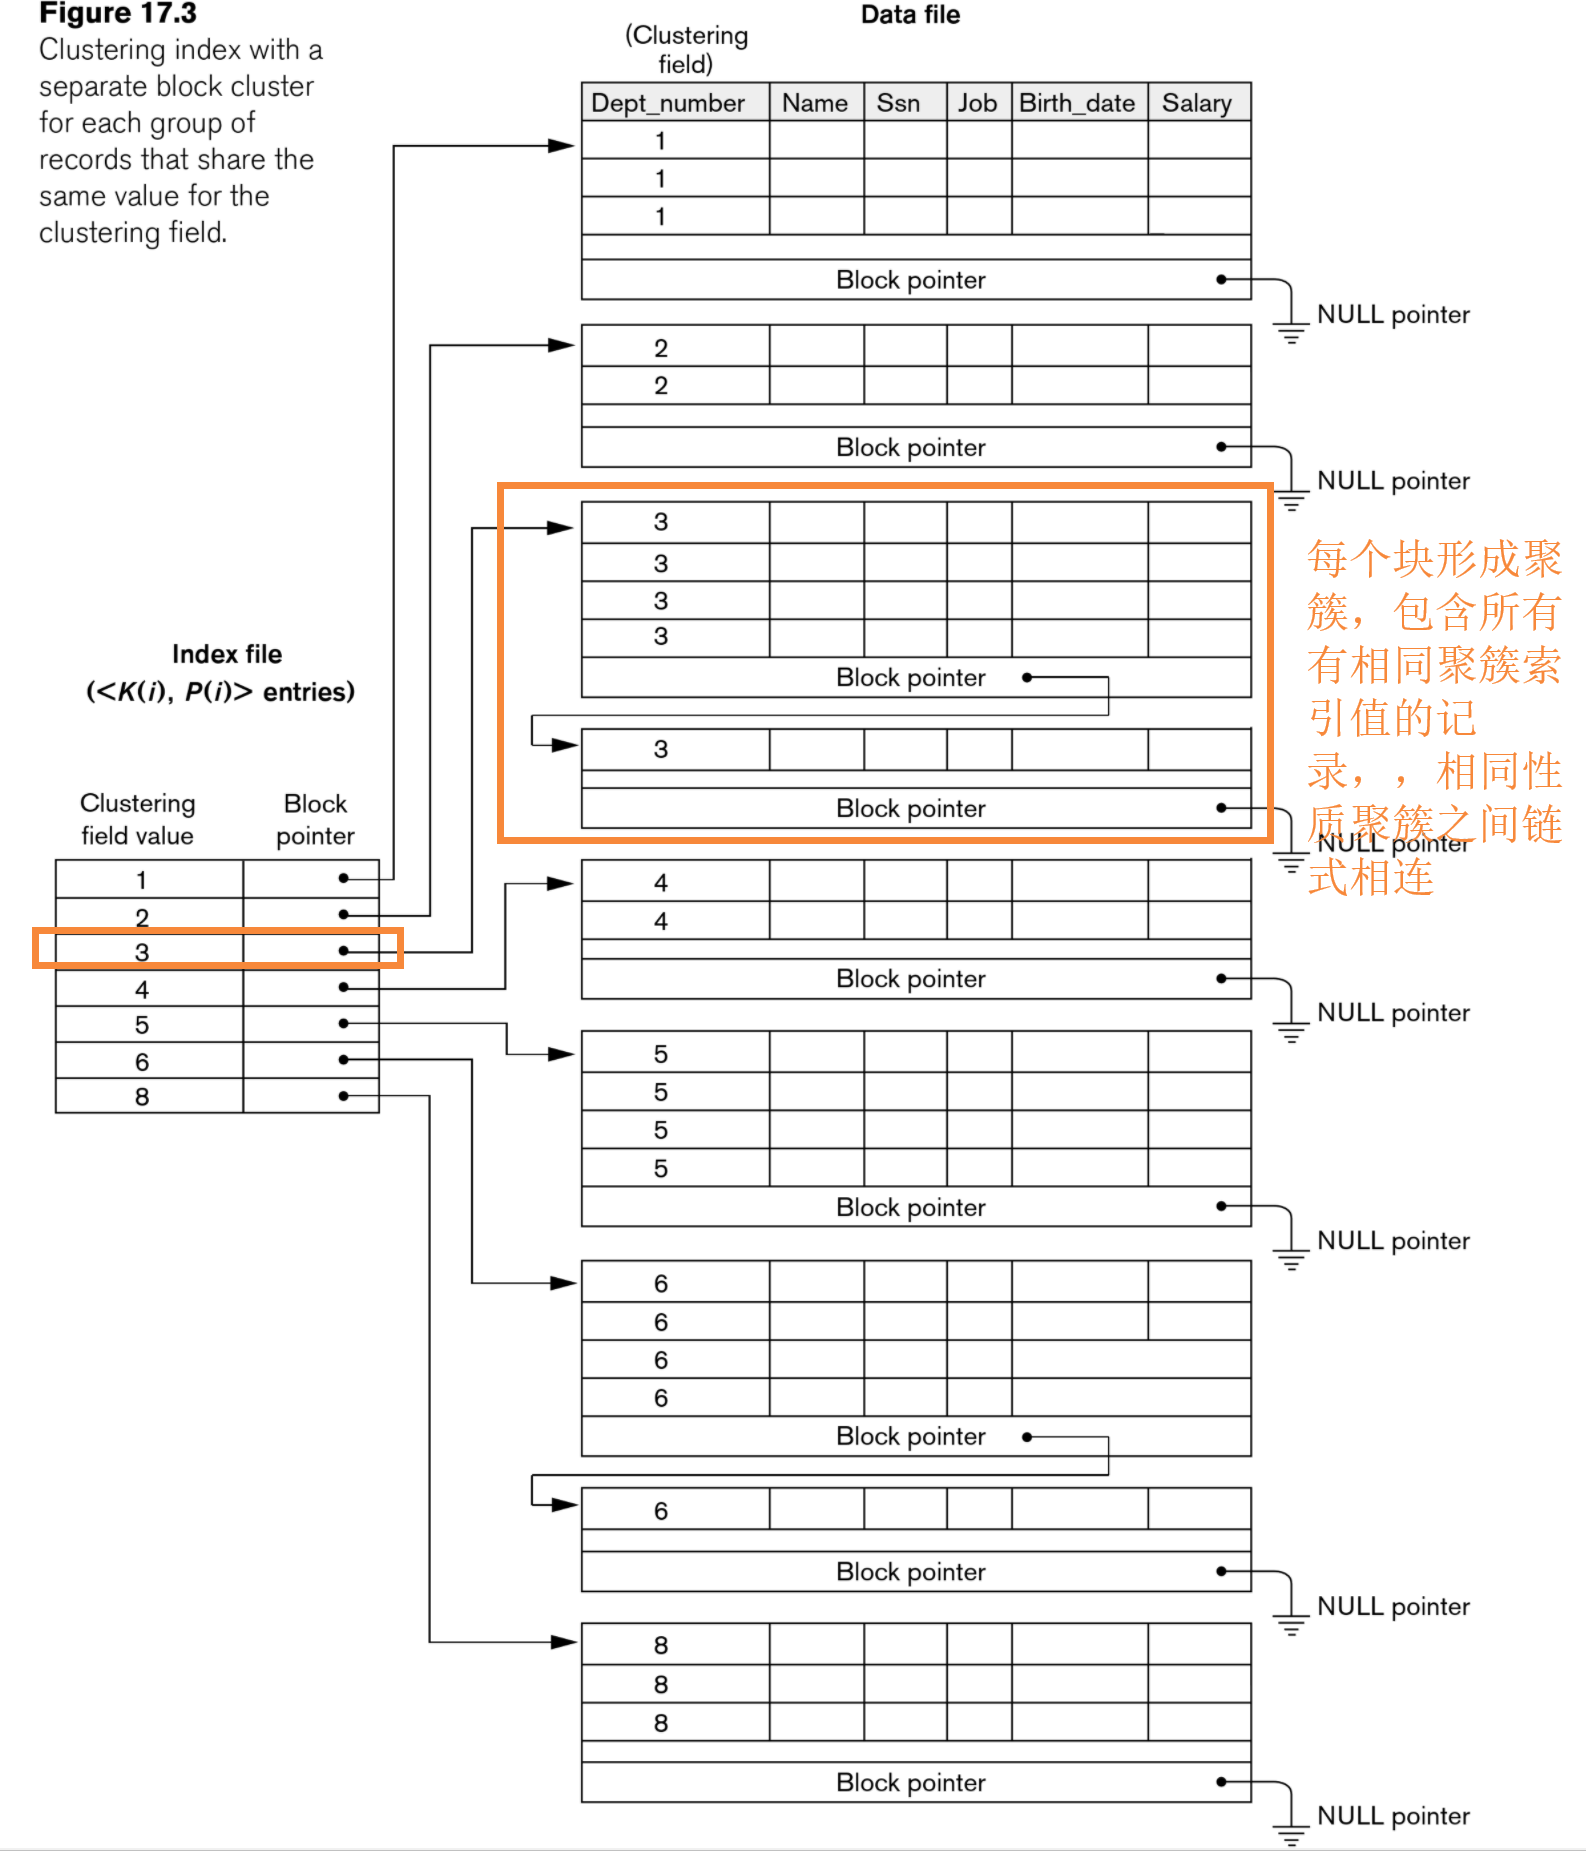 Figure 17.3
Clustering index with a
separate block cluster
for each group of
records that share the
same value for the
clustering field.
Data file
(Clustering
field)
Dept_number Name Ssn Job Birth_date Salary
1
1
1
Block pointer
NULL pointer
2
2
Block pointer
NULL pointer
3
3
3
3
Block pointer
3
Block pointer
NULL pointer
每个块形成聚
簇，包含所有
有相同聚簇索
引值的记
录，，相同性
质聚簇之间链
式相连
Index file
(<K(i), P(i)> entries)
Clustering
field value
Block
pointer
1
2
3
4
5
6
8
4
4
Block pointer
NULL pointer
5
5
5
5
Block pointer
NULL pointer
6
6
6
6
Block pointer
6
Block pointer
NULL pointer
8
8
8
Block pointer
NULL pointer